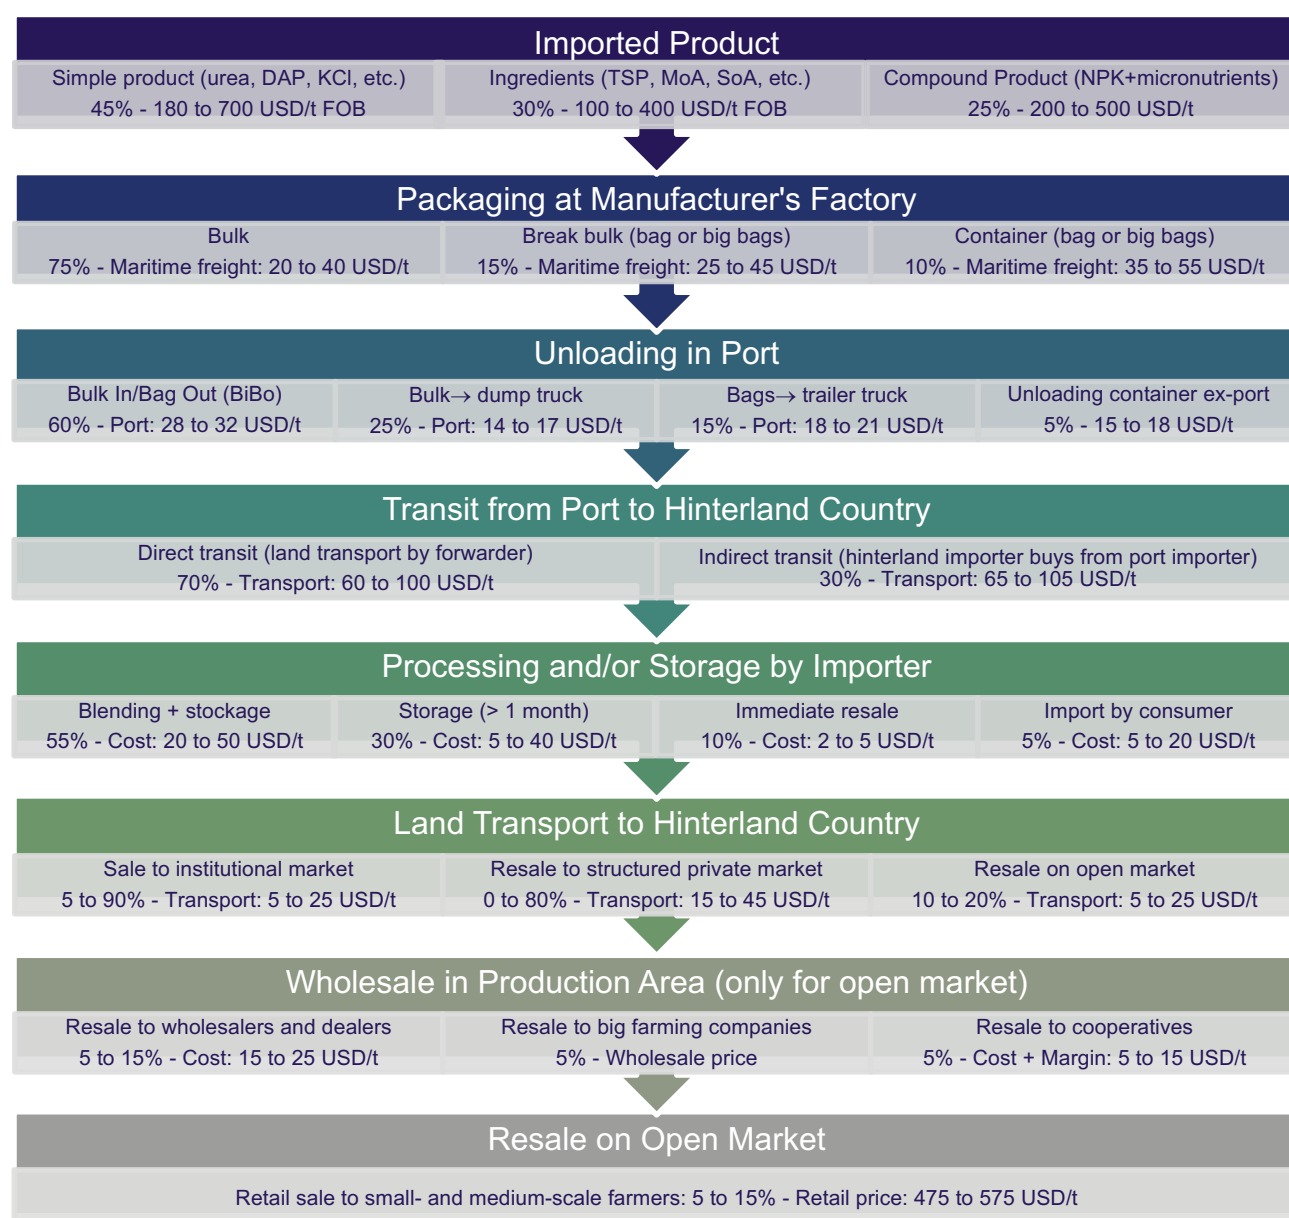 Imported Product
Simple product (urea, DAP, KCl, etc.)
45% - 180 to 700 USD/t FOB
Ingredients (TSP, MoA, SoA, etc.)
30% - 100 to 400 USD/t FOB
Compound Product (NPK+micronutrients)
25% - 200 to 500 USD/t
Packaging at Manufacturer's Factory
Bulk
75% - Maritime freight: 20 to 40 USD/t
Break bulk (bag or big bags)
15% - Maritime freight: 25 to 45 USD/t
Container (bag or big bags)
10% - Maritime freight: 35 to 55 USD/t
Unloading in Port
Bulk In/Bag Out (BiBo)
60% - Port: 28 to 32 USD/t
Bulk→ dump truck
25% - Port: 14 to 17 USD/t
Bags→ trailer truck
15% - Port: 18 to 21 USD/t
Unloading container ex-port
5% - 15 to 18 USD/t
Transit from Port to Hinterland Country
Direct transit (land transport by forwarder)
70% - Transport: 60 to 100 USD/t
Indirect transit (hinterland importer buys from port importer)
30% - Transport: 65 to 105 USD/t
Processing and/or Storage by Importer
Blending + stockage
55% - Cost: 20 to 50 USD/t
Storage (> 1 month)
30% - Cost: 5 to 40 USD/t
Immediate resale
10% - Cost: 2 to 5 USD/t
Import by consumer
5% - Cost: 5 to 20 USD/t
Land Transport to Hinterland Country
Sale to institutional market
5 to 90% - Transport: 5 to 25 USD/t
Resale to structured private market
0 to 80% - Transport: 15 to 45 USD/t
Resale on open market
10 to 20% - Transport: 5 to 25 USD/t
Wholesale in Production Area (only for open market)
Resale to wholesalers and dealers
5 to 15% - Cost: 15 to 25 USD/t
Resale to big farming companies
5% - Wholesale price
Resale to cooperatives
5% - Cost + Margin: 5 to 15 USD/t
Resale on Open Market
Retail sale to small- and medium-scale farmers: 5 to 15% - Retail price: 475 to 575 USD/t